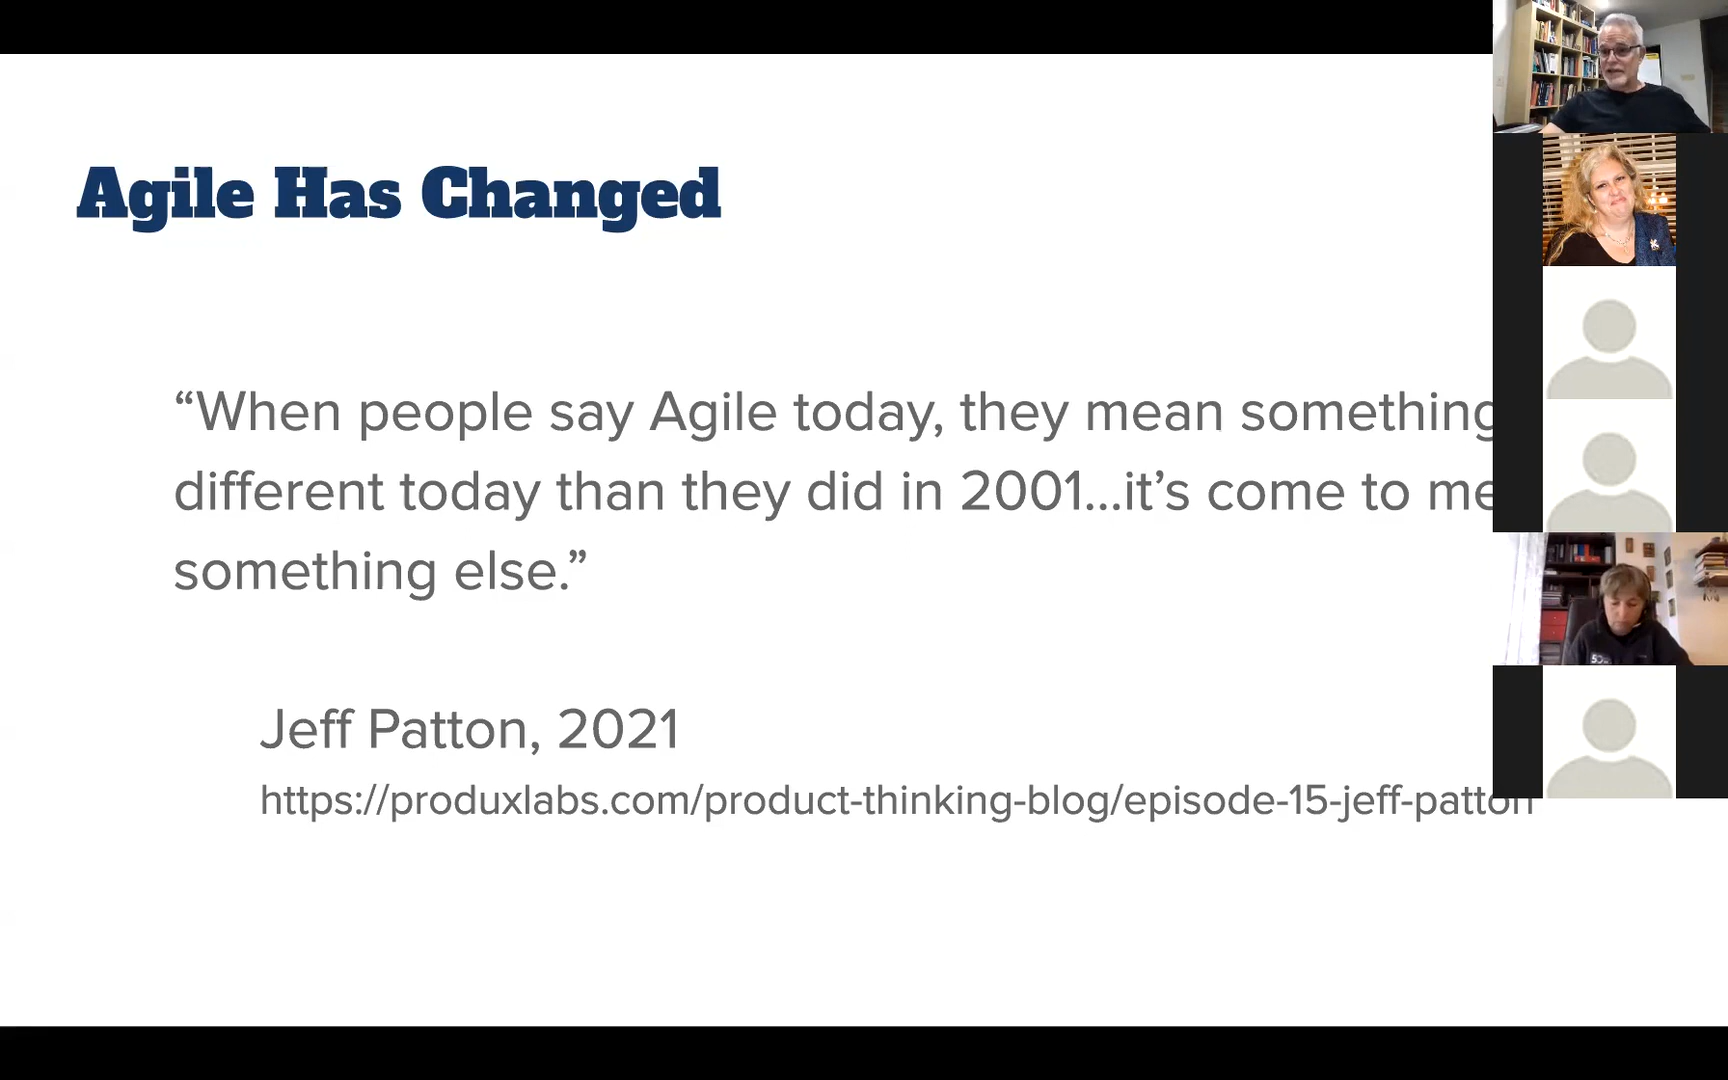 Agile Has Changed
“When people say Agile today, they mean something
different today than they did in 2001...it’s come to
something else.”
Jeff Patton, 2021
https://produxlabs.com/product-thinking-blog/episode-15-jeff-patton